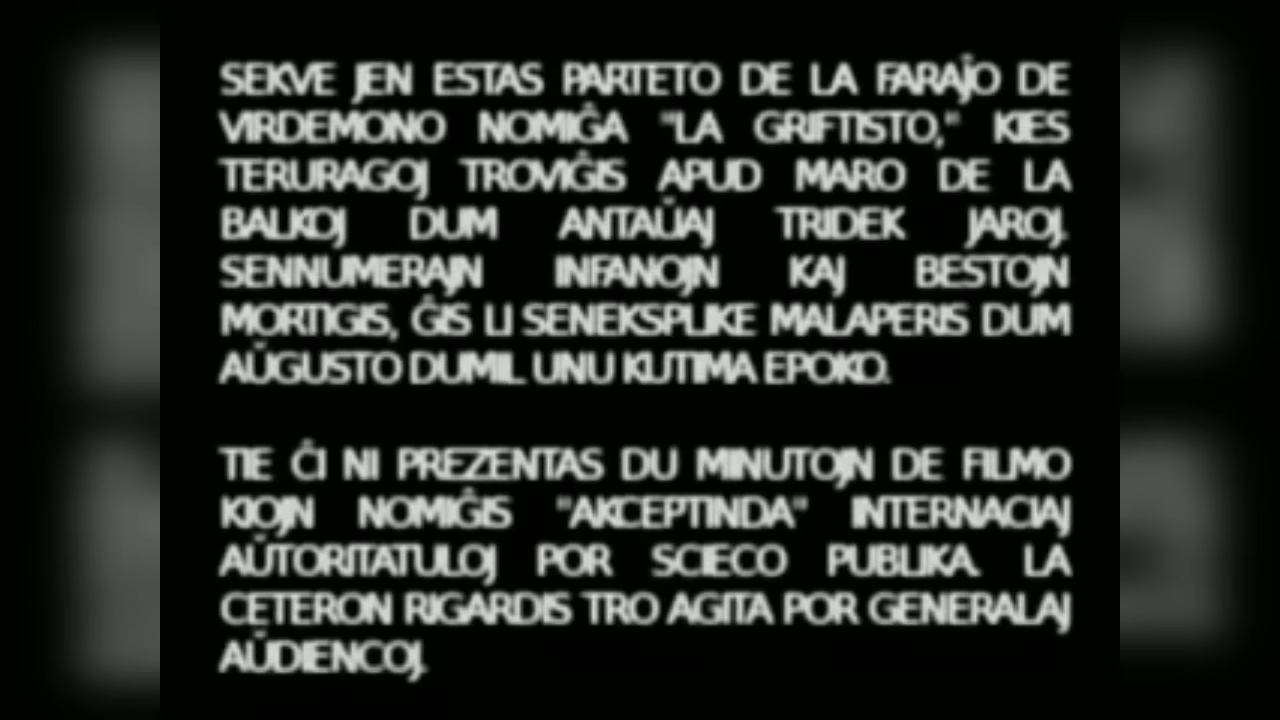 SEKVE JEN ESTAS PARTETO DE LA FARAĴO DE
VIRDEMONO NOMIĜA "LA GRIFTISTO," KIES
TERURAGOJ TROVIĜIS APUD MARO DE LA
BALKOJ DUM ANTAŬAJ TRIDEK JAROJ.
SENNUMERAJN INFANOJN KAJ BESTOJN
MORTIGIS, ĜIS LI SENEKSPLIKE MALAPERIS DUM
AŬGUSTO DUMIL UNU KUTIMA EPOKO.
TIE ĈI NI PREZENTAS DU MINUTOJN DE FILMO
KIOJN NOMIĜIS "AKCEPTINDA" INTERNACIAJ
AŬTORITATULOJ POR SCIECO PUBLIKA. LA
CETERON RIGARDIS TRO AGITA POR GENERALAJ
AŬDIENCOJ.